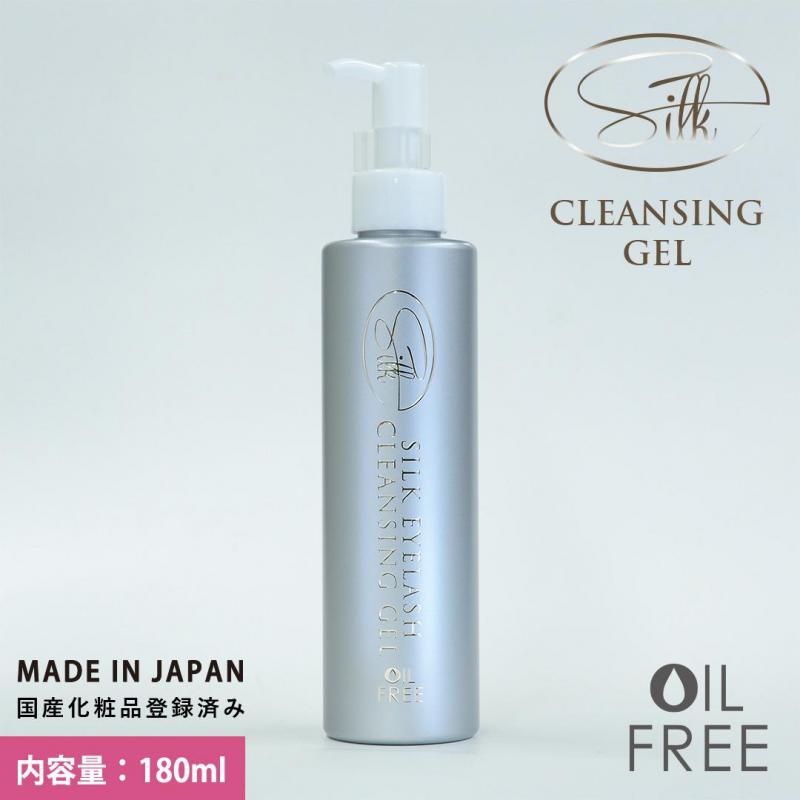 Silk
CLEANSING
GEL
Silk
SILK EYELASH
CLEANSING GEL
OIL
FREE
MADE IN JAPAN
国産化粧品登録済み
内容量：180ml
OIL
FREE